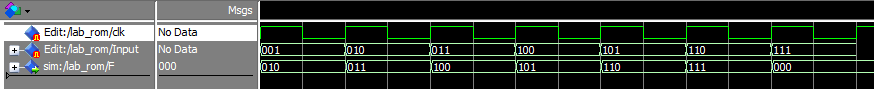 Msgs
Edit:/lab_rom/clk No Data
Edit:/lab_rom/Input No Data 001 010 011 100 101 110 111
sim:/lab_rom/F 000 010 011 100 101 110 111 000